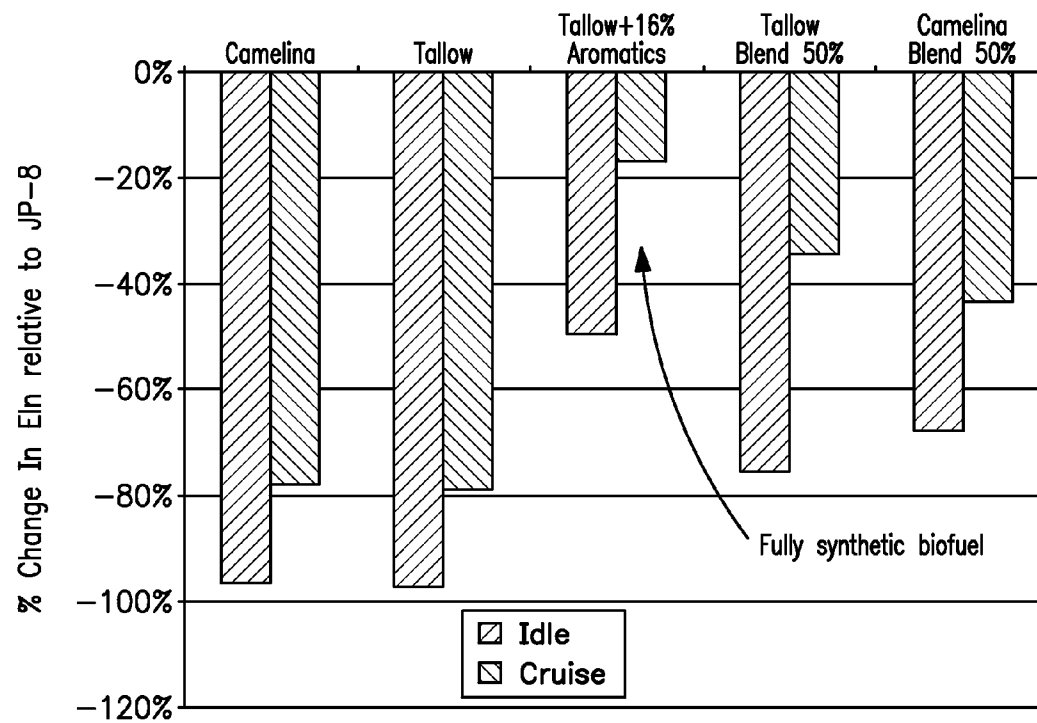 Camelina
Tallow
Tallow+16%
Aromatics
Tallow
Blend 50%
Camelina
Blend 50%
% Change In EIn relative to JP-8
0%
-20%
-40%
-60%
-80%
-100%
-120%
Fully synthetic biofuel
Idle
Cruise